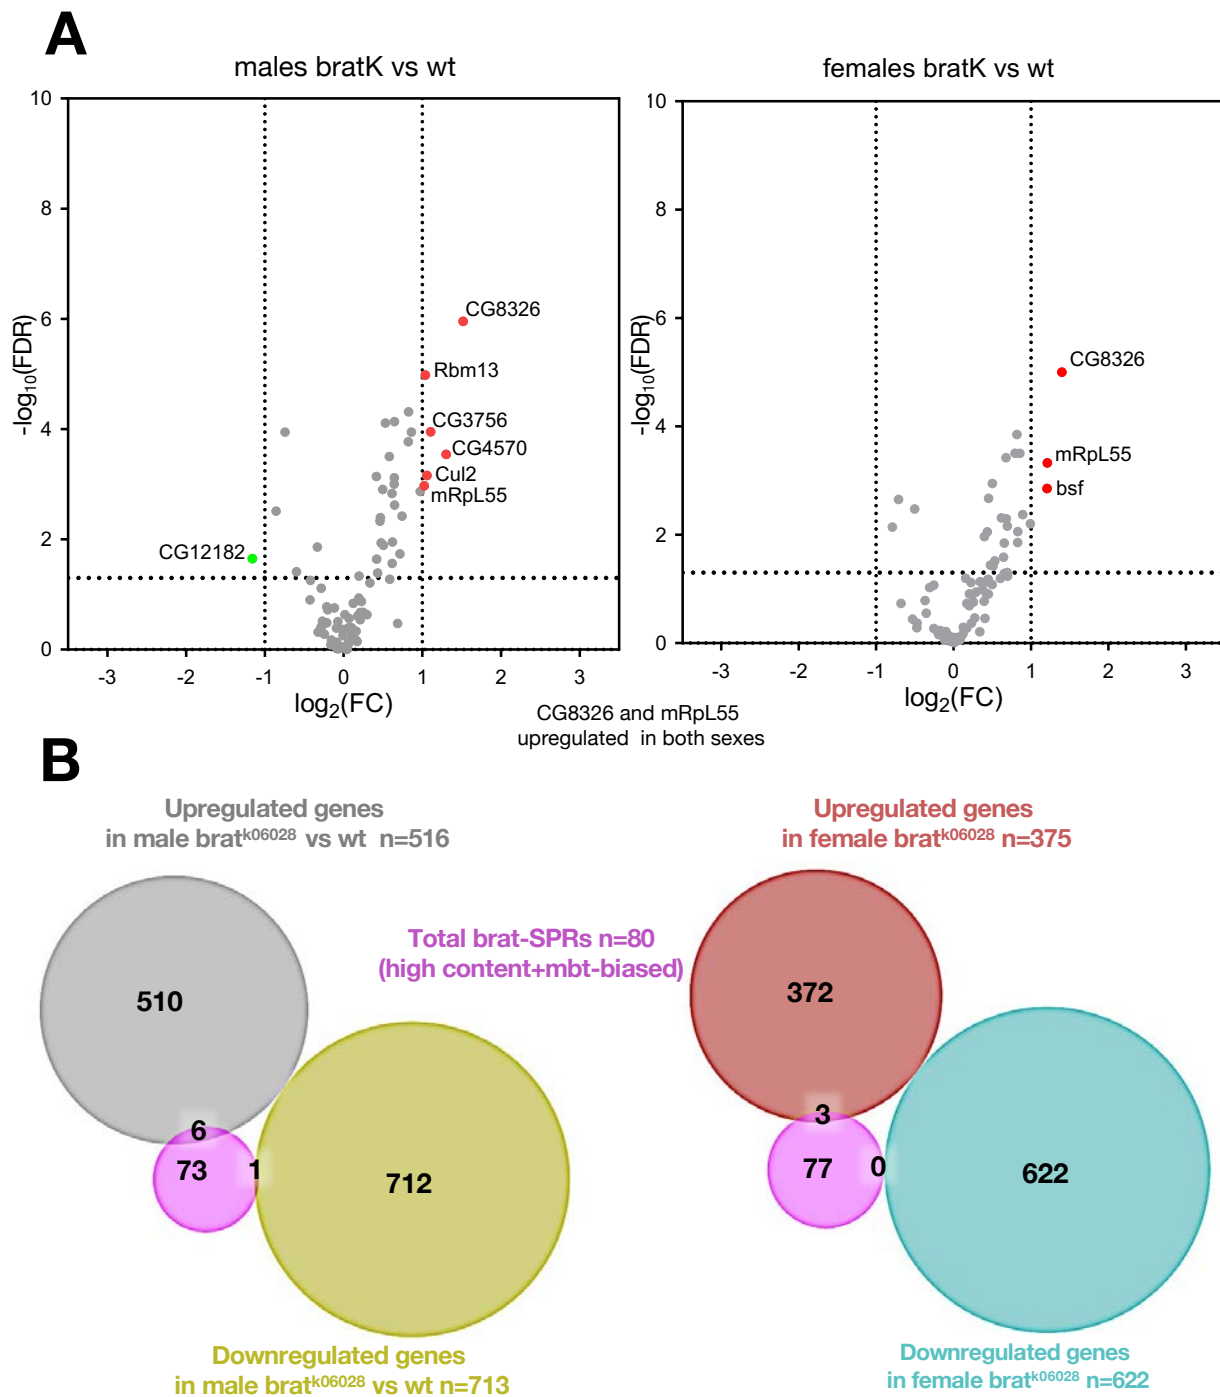 A
males bratK vs wt
females bratK vs wt
10
8
6
4
2
0
-log10(FDR)
CG8326
Rbm13
CG3756
CG4570
Cul2
mRpL55
CG12182
-3 -2 -1 0 1 2 3
log2(FC)
10
8
6
4
2
0
-log10(FDR)
CG8326
mRpL55
bsf
-3 -2 -1 0 1 2 3
log2(FC)
CG8326 and mRpL55
upregulated in both sexes
B
Upregulated genes
in male bratk06028 vs wt n=516
Upregulated genes
in female bratk06028 n=375
Total brat-SPRs n=80
(high content+mbt-biased)
510
6
73
1
712
372
3
77
0
622
Downregulated genes
in male bratk06028 vs wt n=713
Downregulated genes
in female bratk06028 n=622